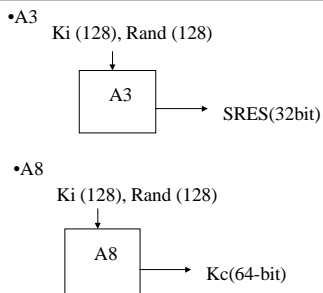 •A3
Ki (128), Rand (128)
A3
SRES(32bit)
•A8
Ki (128), Rand (128)
A8
Kc(64-bit)